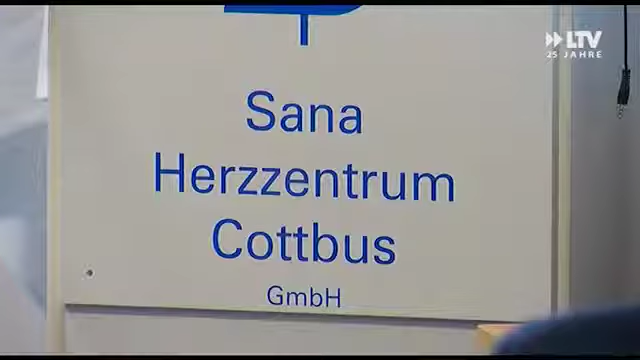 LTV
25 JAHRE
Sana
Herzzentrum
Cottbus
GmbH